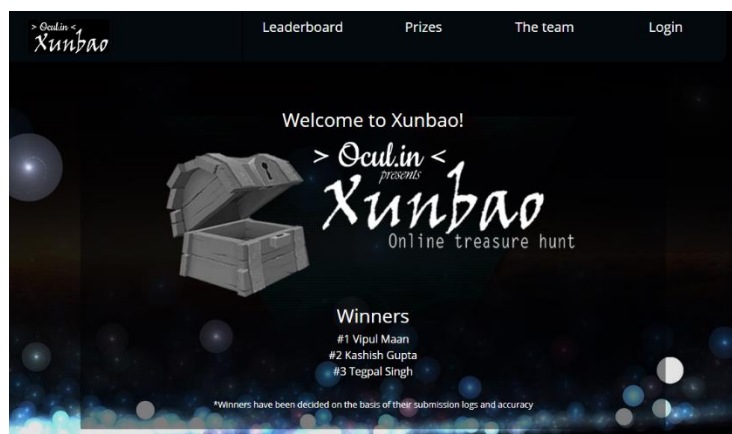 > Ocul.in <
Xunbao
Leaderboard Prizes The team Login
Welcome to Xunbao!
> Ocul.in <
presents
Xunbao
Online treasure hunt
Winners
#1 Vipul Maan
#2 Kashish Gupta
#3 Tegpal Singh
*Winners have been decided on the basis of their submission logs and accuracy